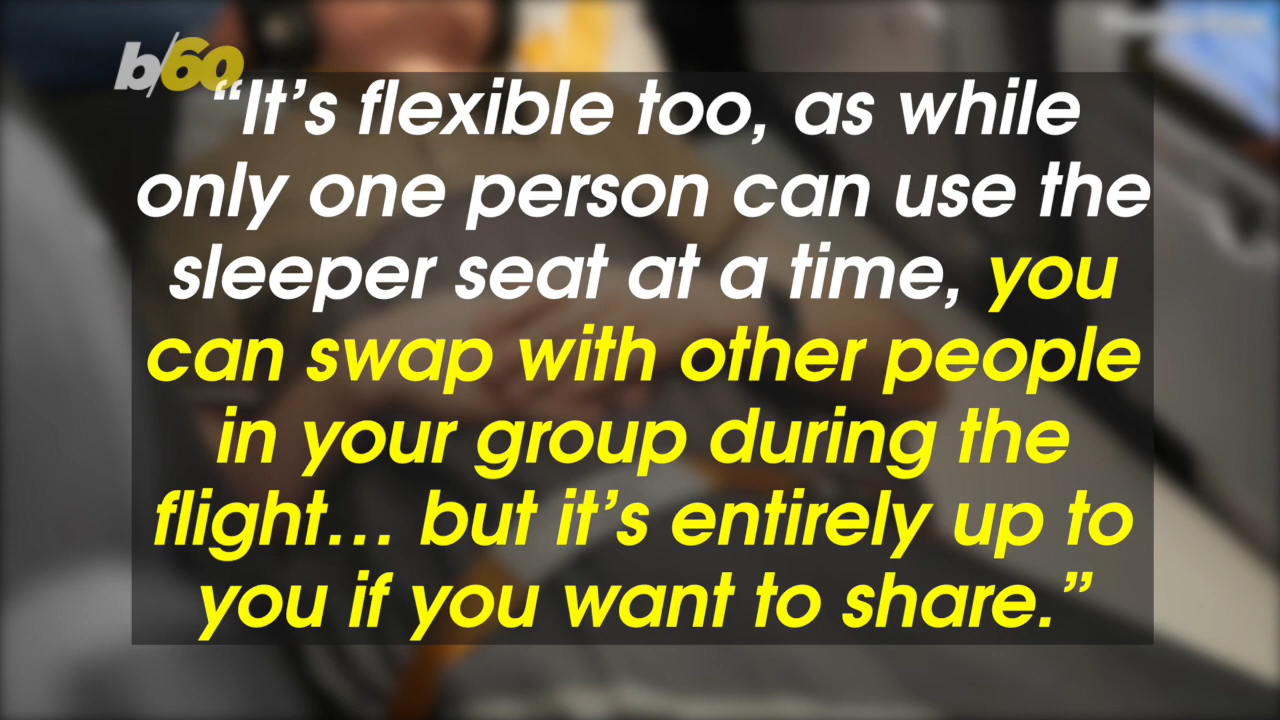 b/60
“It’s flexible too, as while
only one person can use the
sleeper seat at a time, you
can swap with other people
in your group during the
flight... but it’s entirely up to
you if you want to share.”